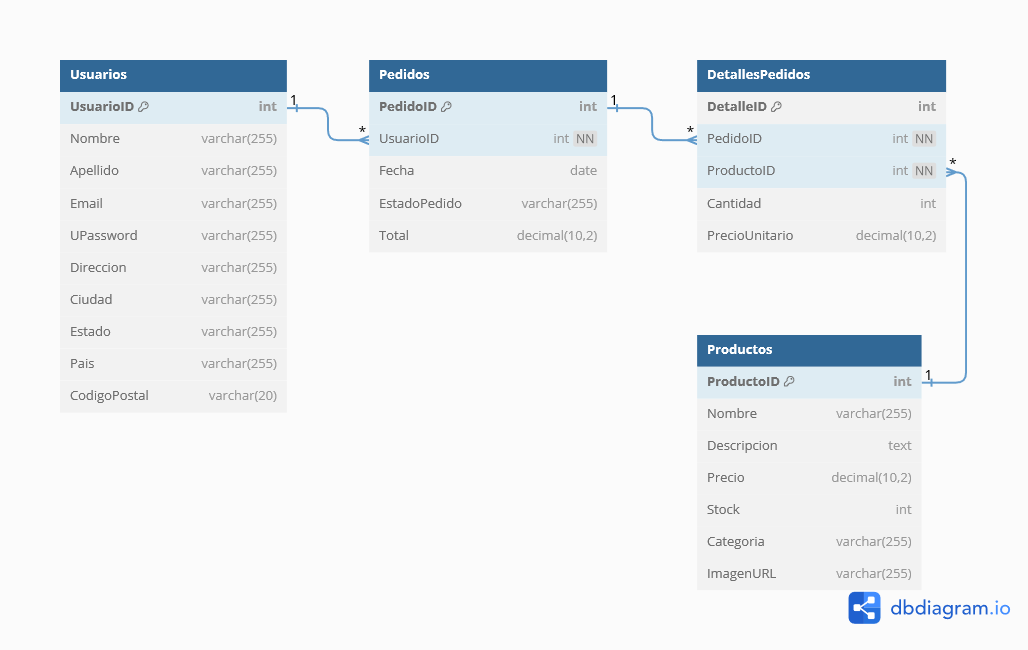 Usuarios
UsuarioID int
Nombre varchar(255)
Apellido varchar(255)
Email varchar(255)
UPassword varchar(255)
Direccion varchar(255)
Ciudad varchar(255)
Estado varchar(255)
Pais varchar(255)
CodigoPostal varchar(20)
1
*
Pedidos
PedidoID int
UsuarioID int NN
Fecha date
EstadoPedido varchar(255)
Total decimal(10,2)
1
*
DetallesPedidos
DetalleID int
PedidoID int NN
ProductoID int NN
Cantidad int
PrecioUnitario decimal(10,2)
*
1
Productos
ProductoID int
Nombre varchar(255)
Descripcion text
Precio decimal(10,2)
Stock int
Categoria varchar(255)
ImagenURL varchar(255)
dbdiagram.io